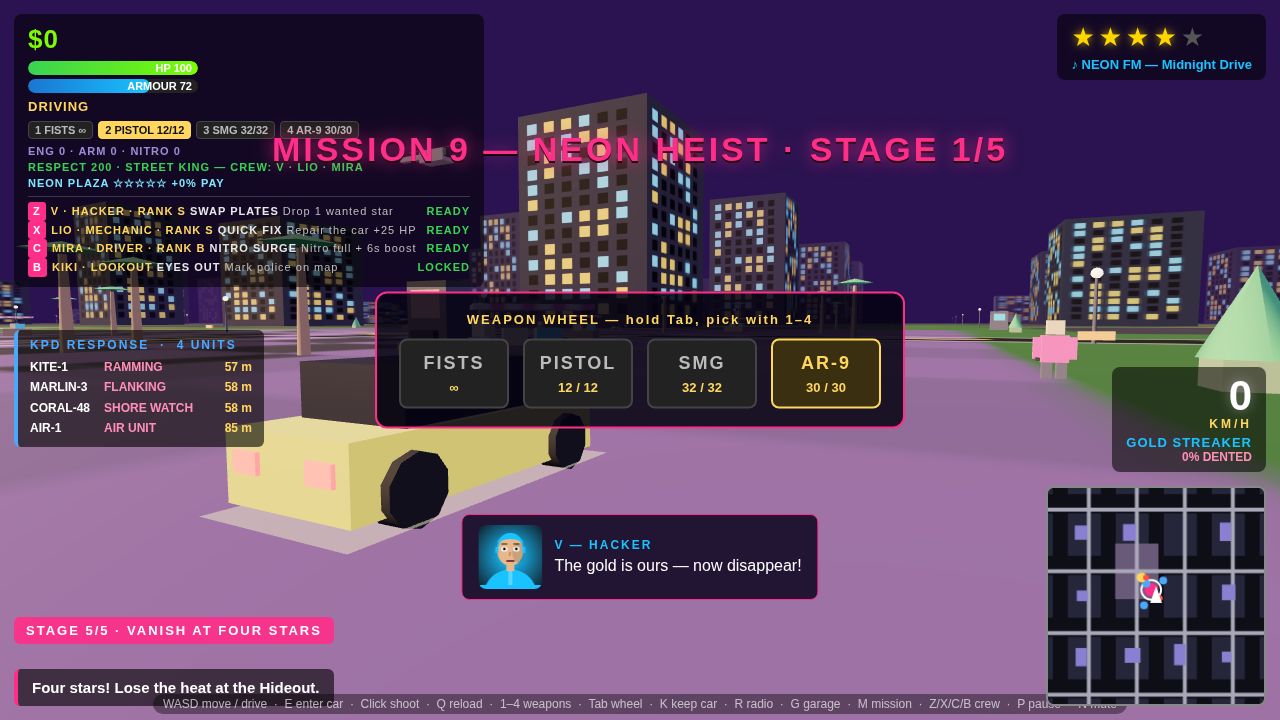 $0
HP 100
ARMOUR 72
DRIVING
1 FISTS ∞ 2 PISTOL 12/12 3 SMG 32/32 4 AR-9 30/30
ENG 0 · ARM 0 · NITRO 0
RESPECT 200 · STREET KING — CREW: V · LIO · MIRA
NEON PLAZA ☆☆☆☆☆ +0% PAY
Z V · HACKER · RANK S SWAP PLATES Drop 1 wanted star READY
X LIO · MECHANIC · RANK S QUICK FIX Repair the car +25 HP READY
C MIRA · DRIVER · RANK B NITRO SURGE Nitro full + 6s boost READY
B KIKI · LOOKOUT EYES OUT Mark police on map LOCKED
★★★★★
♪ NEON FM — Midnight Drive
MISSION 9 — NEON HEIST · STAGE 1/5
WEAPON WHEEL — hold Tab, pick with 1–4
FISTS PISTOL SMG AR-9
∞ 12 / 12 32 / 32 30 / 30
KPD RESPONSE · 4 UNITS
KITE-1 RAMMING 57 m
MARLIN-3 FLANKING 58 m
CORAL-48 SHORE WATCH 58 m
AIR-1 AIR UNIT 85 m
0
KM/H
GOLD STREAKER
0% DENTED
V — HACKER
The gold is ours — now disappear!
STAGE 5/5 · VANISH AT FOUR STARS
Four stars! Lose the heat at the Hideout.
WASD move / drive · E enter car · Click shoot · Q reload · 1–4 weapons · Tab wheel · K keep car · R radio · G garage · M mission · Z/X/C/B crew · P pause